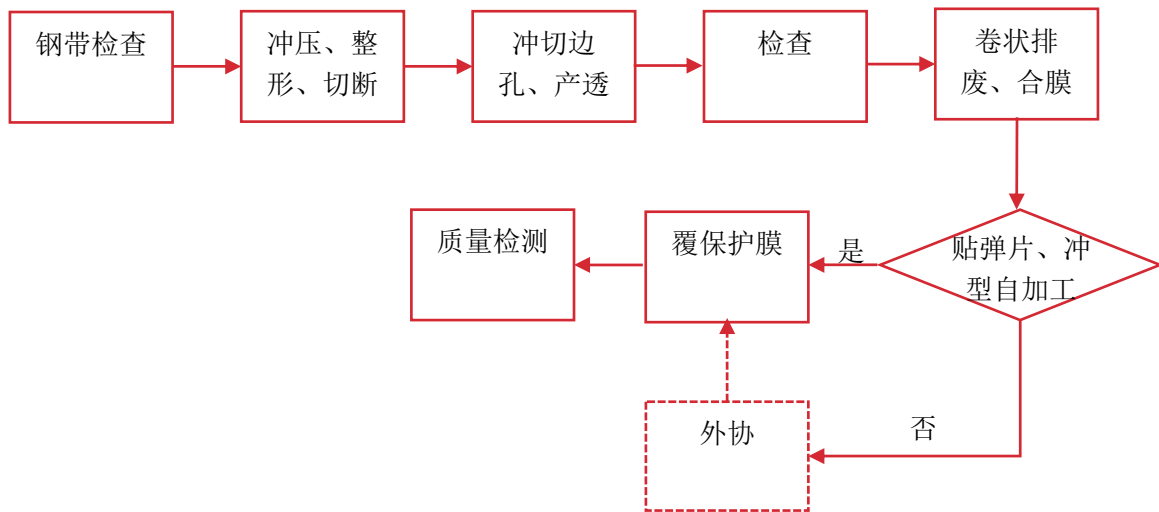 钢带检查
冲压、整
形、切断
冲切边
孔、产透
检查
卷状排
废、合膜
贴弹片、冲
型自加工
是
覆保护膜
质量检测
否
外协